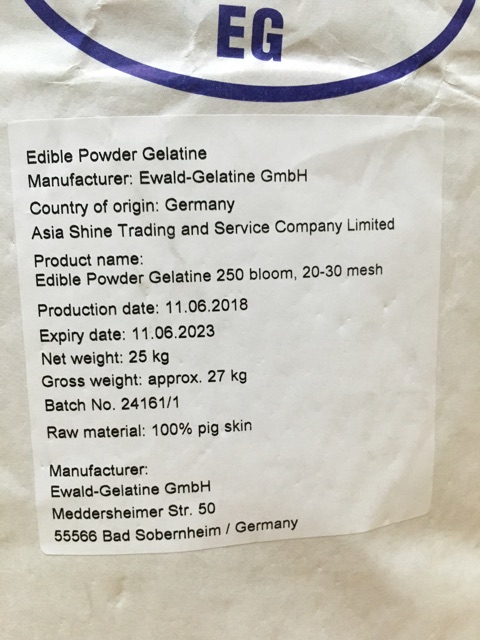 EG
Edible Powder Gelatine
Manufacturer: Ewald-Gelatine GmbH
Country of origin: Germany
Asia Shine Trading and Service Company Limited
Product name:
Edible Powder Gelatine 250 bloom, 20-30 mesh
Production date: 11.06.2018
Expiry date: 11.06.2023
Net weight: 25 kg
Gross weight: approx. 27 kg
Batch No. 24161/1
Raw material: 100% pig skin
Manufacturer:
Ewald-Gelatine GmbH
Meddersheimer Str. 50
55566 Bad Sobernheim / Germany